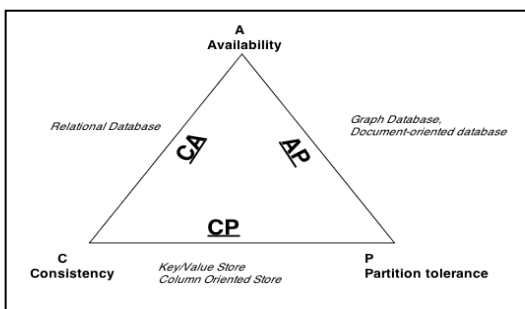 A
Availability
Relational Database
Graph Database,
Document-oriented database
CA
AP
CP
C
Consistency
P
Partition tolerance
Key/Value Store
Column Oriented Store